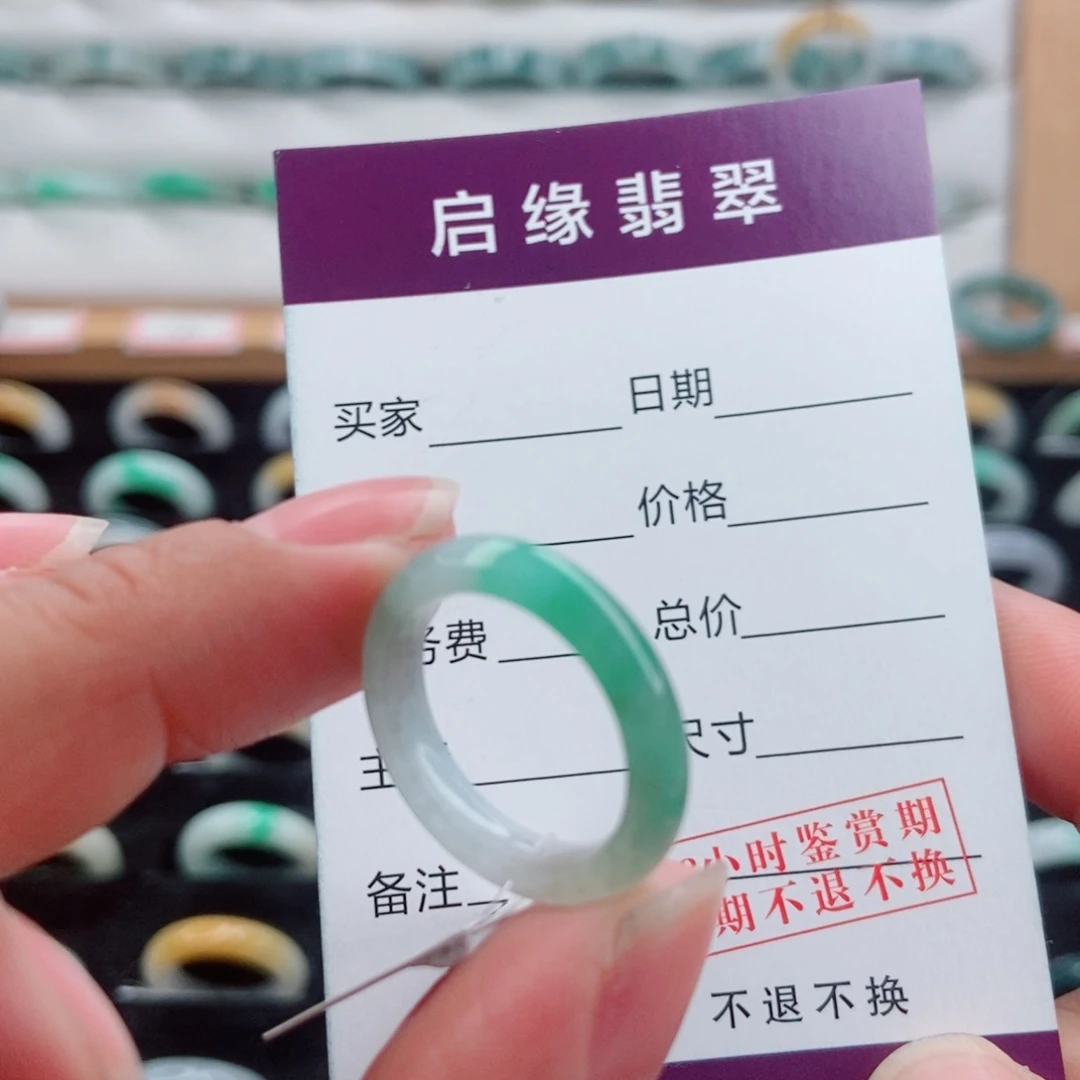 启缘翡翠
买家 日期
价格
费 总价
尺寸
备注
小时鉴赏期
期不退不换
不退不换